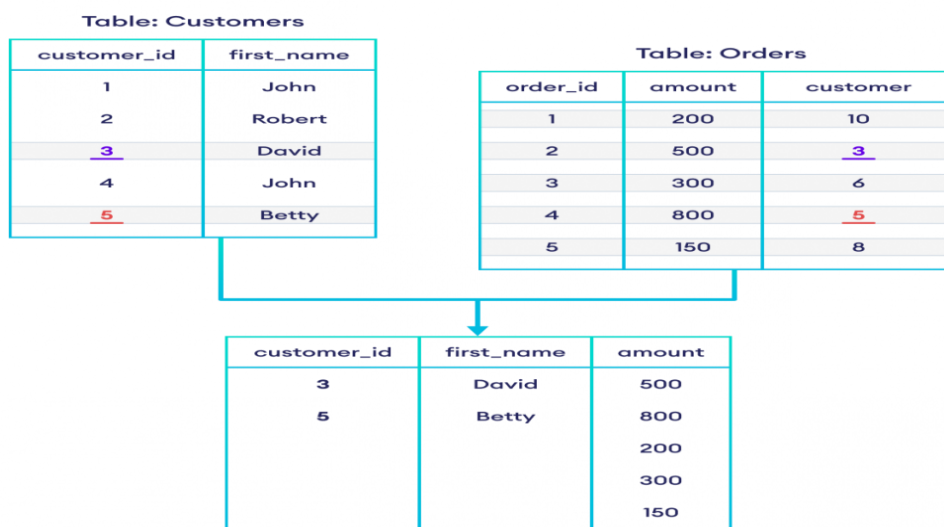 Table: Customers
customer_id first_name
1 John
2 Robert
3 David
4 John
5 Betty
Table: Orders
order_id amount customer
1 200 10
2 500 3
3 300 6
4 800 5
5 150 8
customer_id first_name amount
3 David 500
5 Betty 800
200
300
150